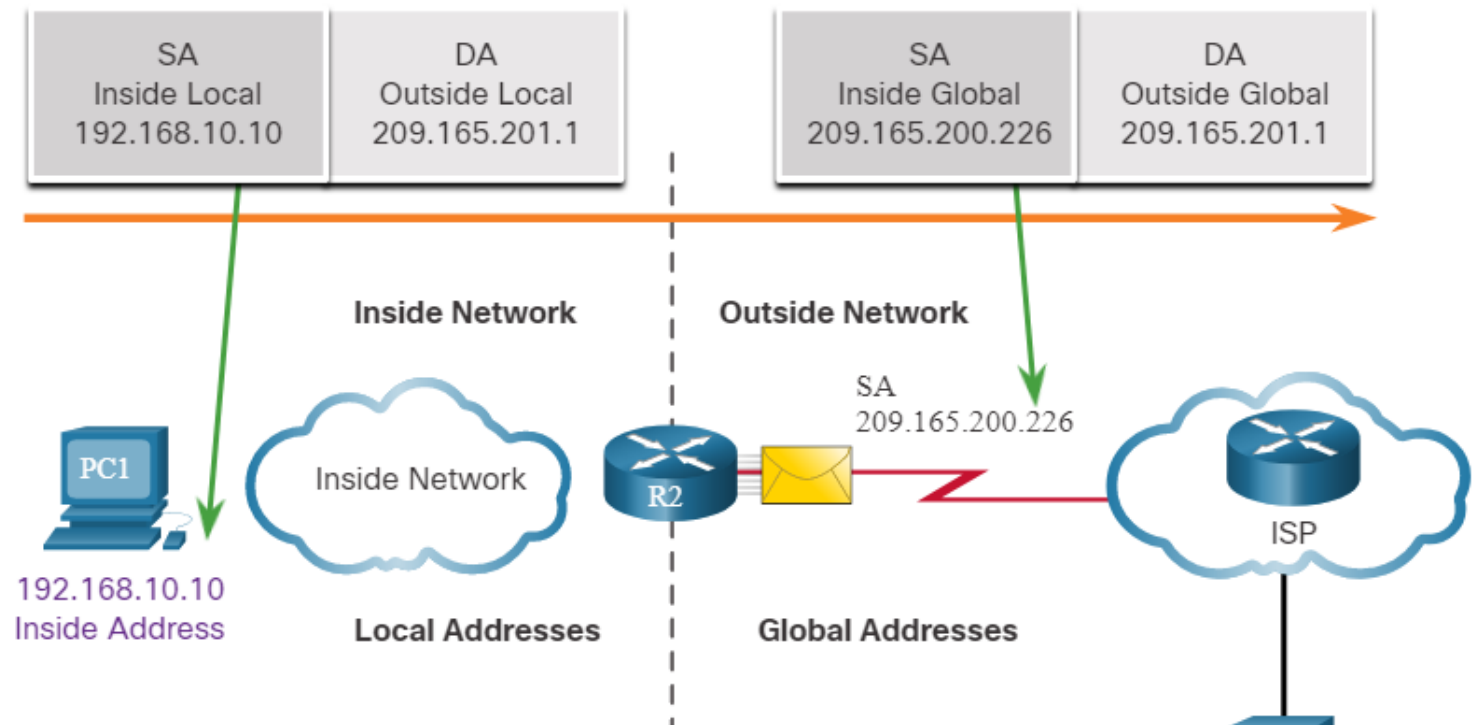 SA
Inside Local
192.168.10.10
DA
Outside Local
209.165.201.1
SA
Inside Global
209.165.200.226
DA
Outside Global
209.165.201.1
Inside Network
Outside Network
SA
209.165.200.226
PC1
Inside Network
R2
ISP
192.168.10.10
Inside Address
Local Addresses
Global Addresses